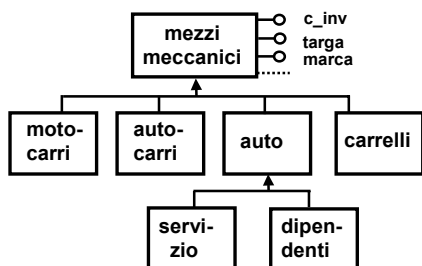 mezzi
meccanici
c_inv
targa
marca
moto-
carri
auto-
carri
auto
carrelli
servi-
zio
dipen-
denti